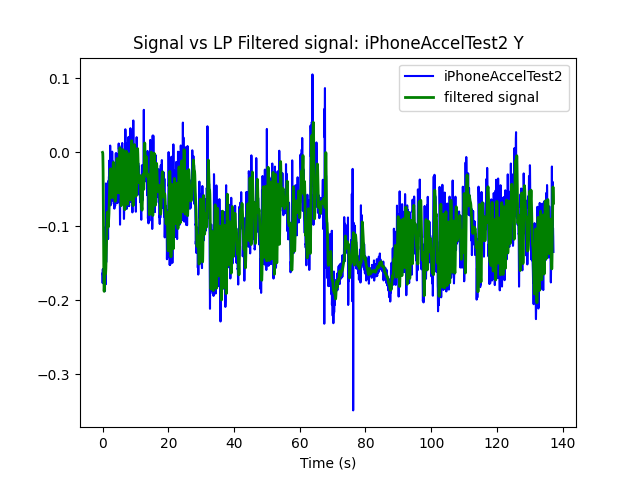 Signal vs LP Filtered signal: iPhoneAccelTest2 Y
iPhoneAccelTest2
filtered signal
0.1
0.0
−0.1
−0.2
−0.3
0 20 40 60 80 100 120 140
Time (s)